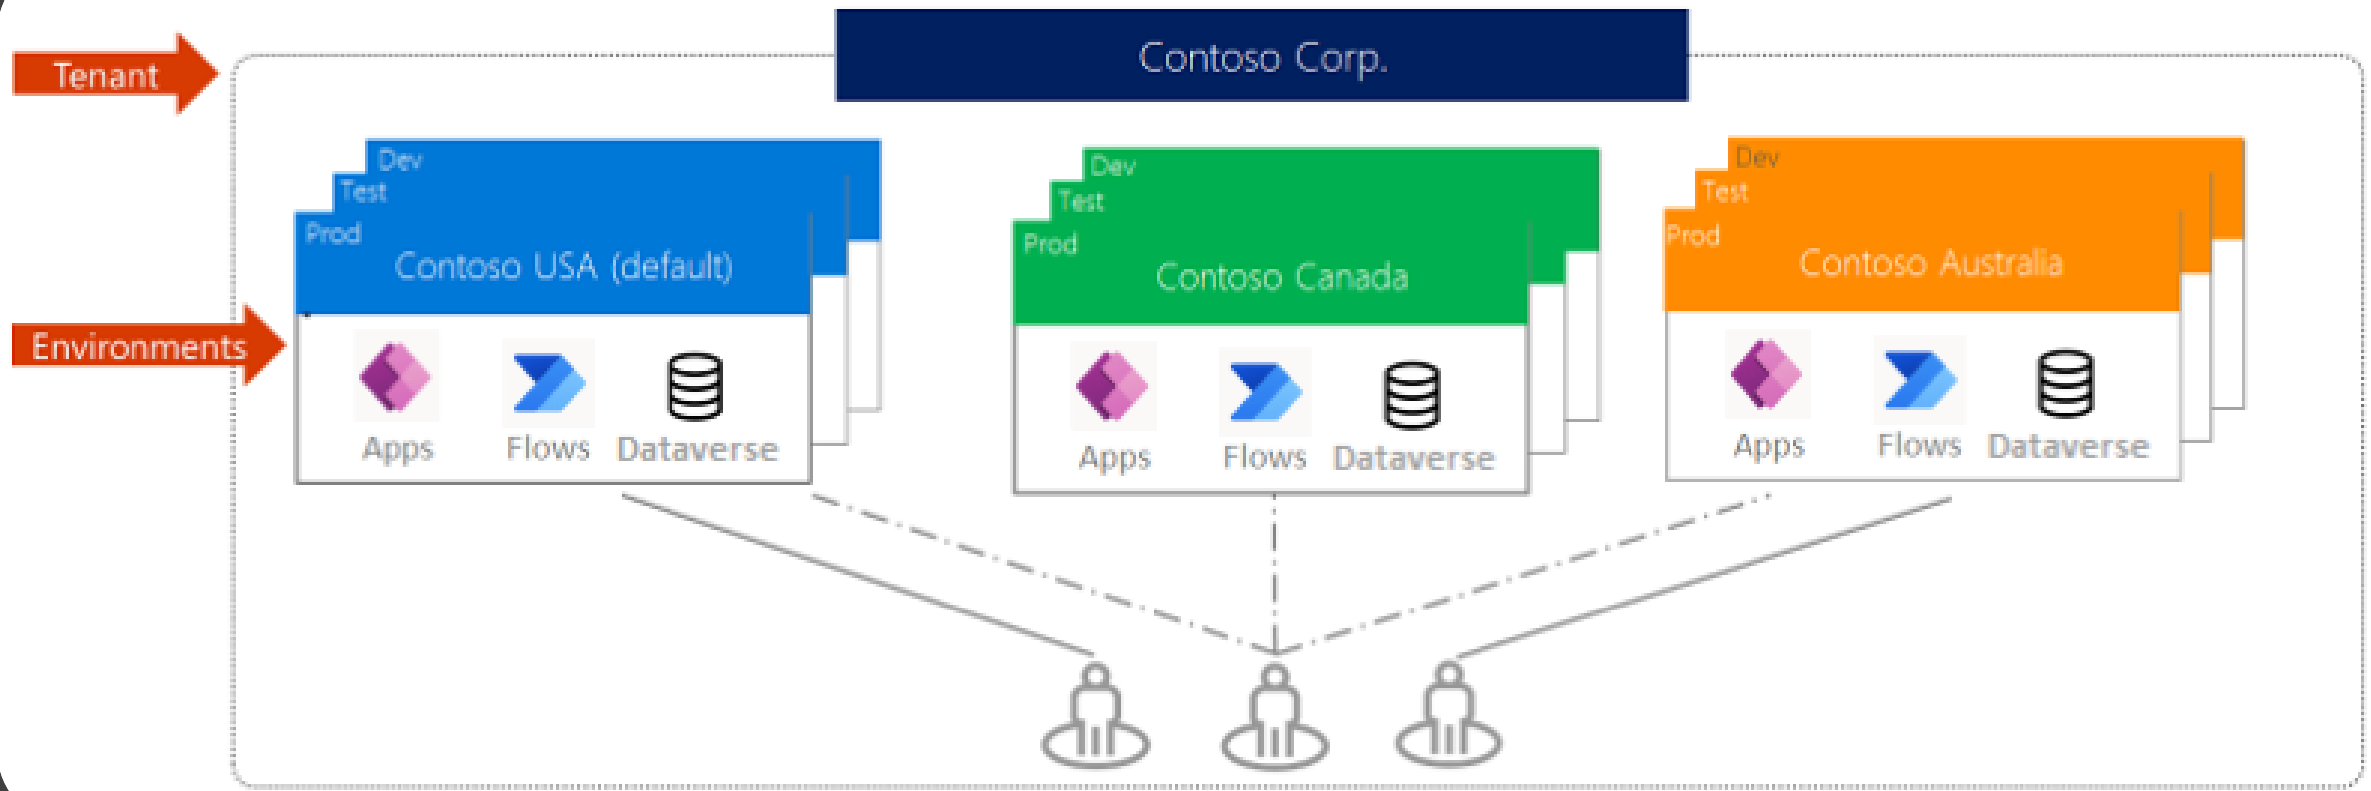 Contoso Corp.
Tenant
Dev
Test
Prod
Contoso USA (default)
Dev
Test
Prod
Contoso Canada
Dev
Test
Prod
Contoso Australia
Environments
Apps Flows Dataverse
Apps Flows Dataverse
Apps Flows Dataverse